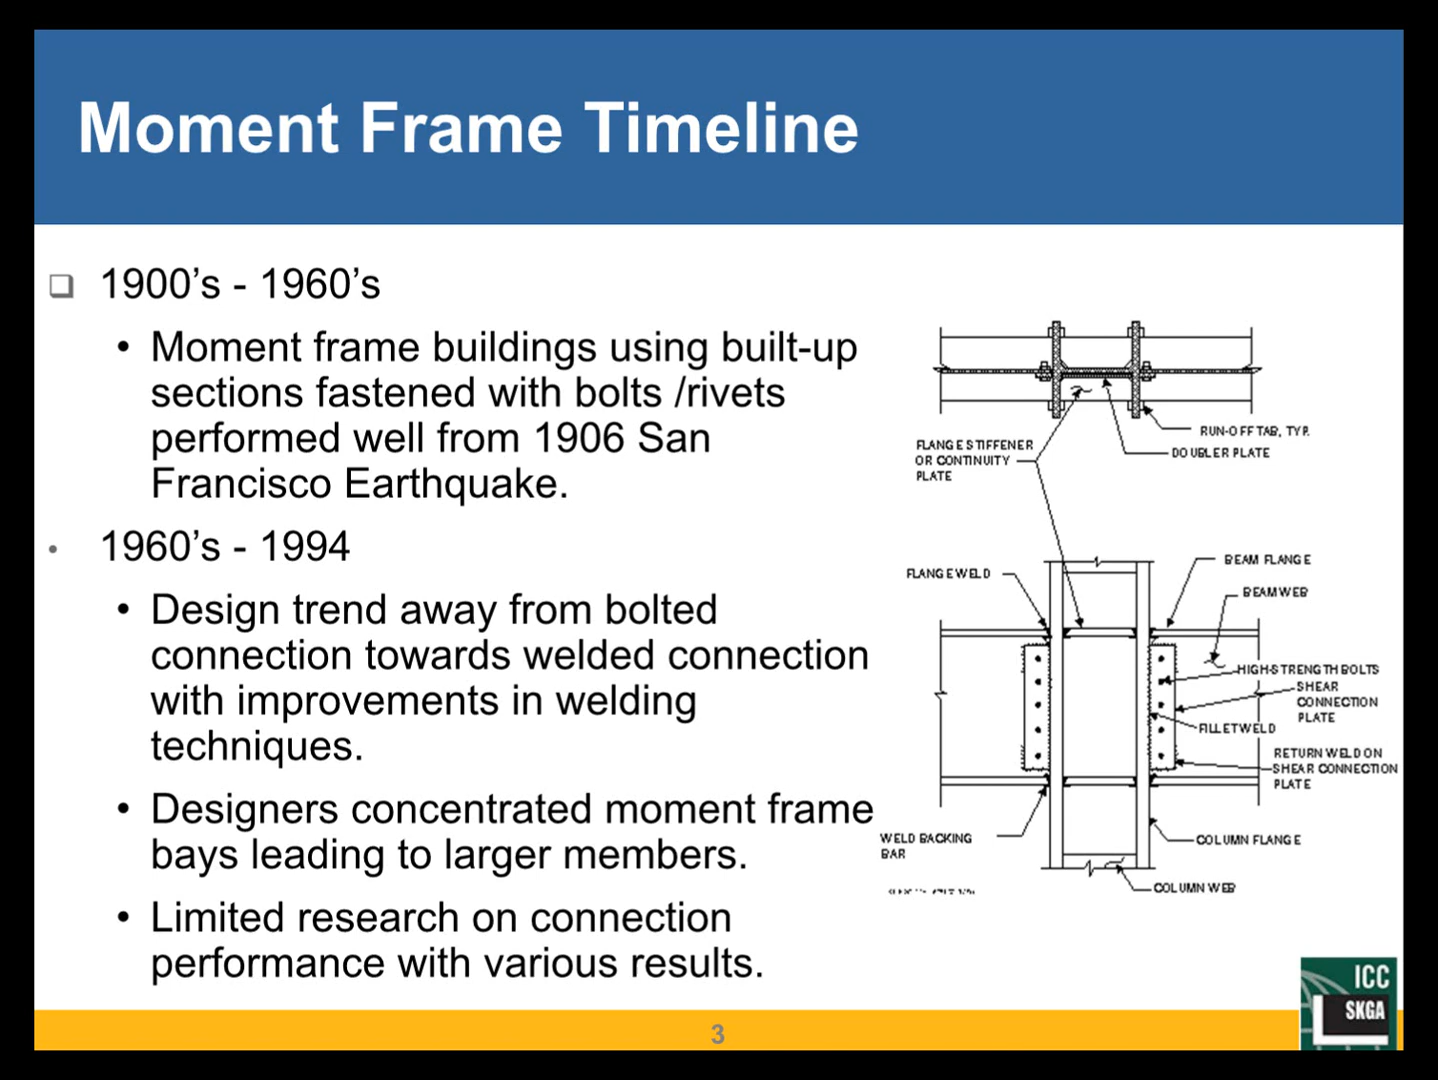 Moment Frame Timeline
1900’s - 1960’s
• Moment frame buildings using built-up
sections fastened with bolts /rivets
performed well from 1906 San
Francisco Earthquake.
• 1960’s - 1994
• Design trend away from bolted
connection towards welded connection
with improvements in welding
techniques.
• Designers concentrated moment frame
bays leading to larger members.
• Limited research on connection
performance with various results.
RUN-OFF TAB, TYP.
DOUBLER PLATE
FLANGE STIFFENER
OR CONTINUITY
PLATE
BEAM FLANGE
FLANGE WELD
BEAM WEB
HIGH-STRENGTH BOLTS
SHEAR
CONNECTION
PLATE
FILLET WELD
RETURN WELD ON
SHEAR CONNECTION
PLATE
WELD BACKING
BAR
COLUMN FLANGE
COLUMN WEB
ICC
SKGA
3